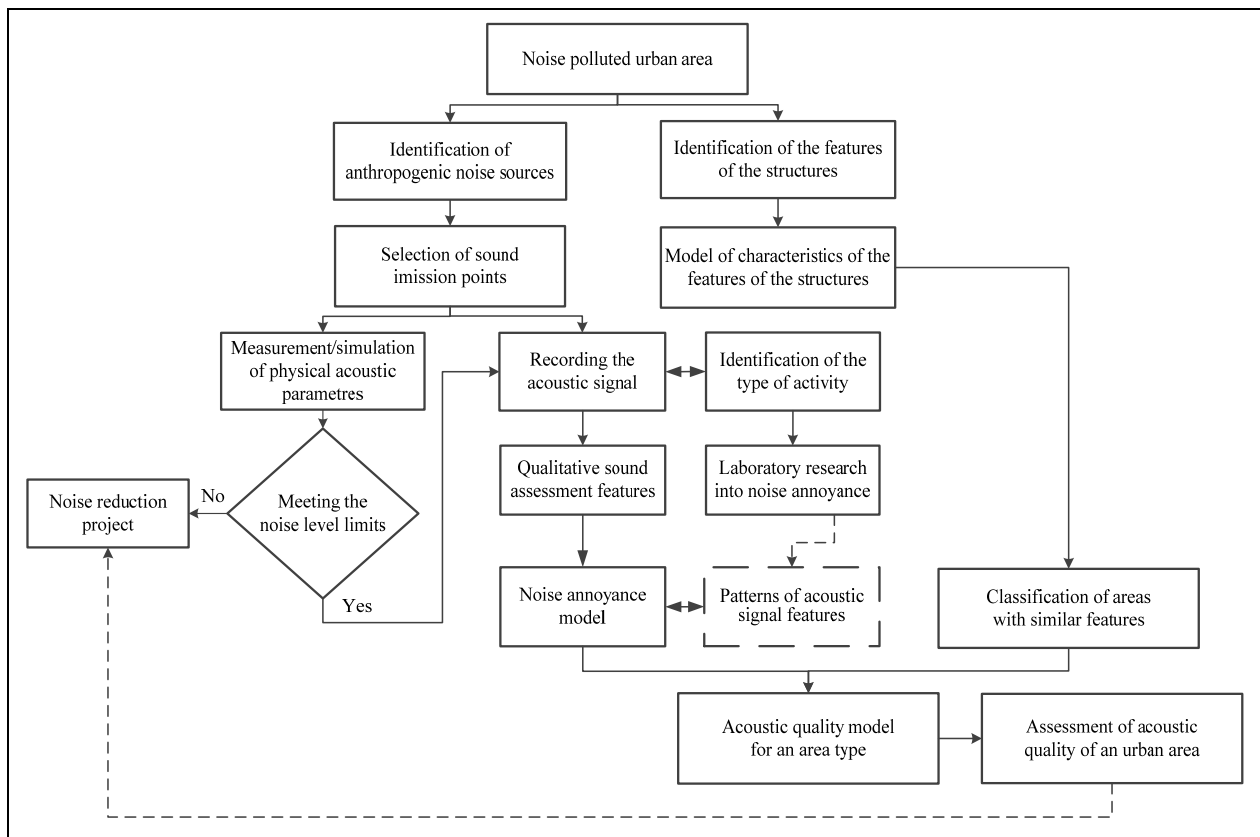 Noise polluted urban area
Identification of
anthropogenic noise sources
Identification of the features
of the structures
Selection of sound
imission points
Model of characteristics of the
features of the structures
Measurement/simulation
of physical acoustic
parametres
Recording the
acoustic signal
Identification of the
type of activity
Qualitative sound
assessment features
Laboratory research
into noise annoyance
Noise reduction
project
No
Meeting the
noise level limits
Yes
Noise annoyance
model
Patterns of acoustic
signal features
Classification of areas
with similar features
Acoustic quality model
for an area type
Assessment of acoustic
quality of an urban area